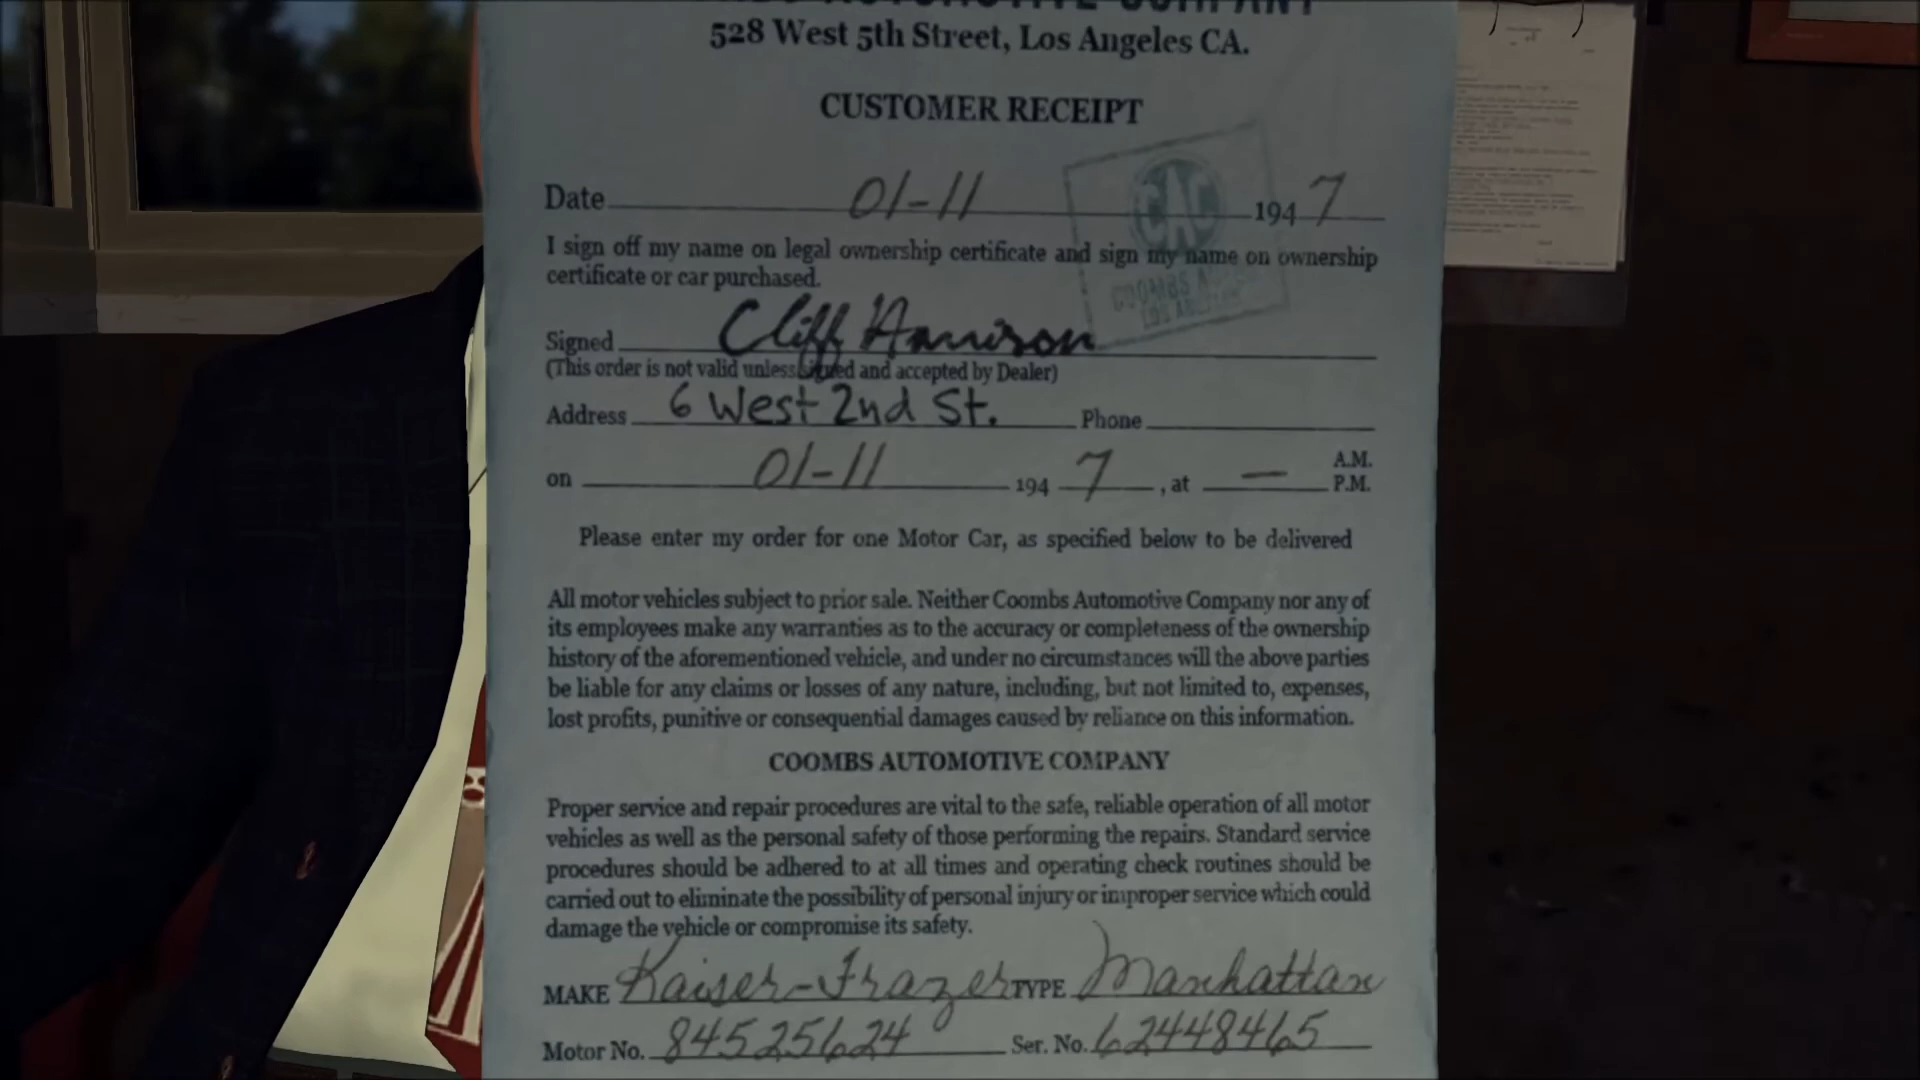 528 West 5th Street, Los Angeles CA.
CUSTOMER RECEIPT
Date 01-11 1947
CAC
COOMBS
LOS ANGELES
I sign off my name on legal ownership certificate and sign my name on ownership
certificate or car purchased.
Signed Cliff Harrison
(This order is not valid unless signed and accepted by Dealer)
Address 6 West 2nd St. Phone
on 01-11 1947, at — A.M.
P.M.
Please enter my order for one Motor Car, as specified below to be delivered
All motor vehicles subject to prior sale. Neither Coombs Automotive Company nor any of
its employees make any warranties as to the accuracy or completeness of the ownership
history of the aforementioned vehicle, and under no circumstances will the above parties
be liable for any claims or losses of any nature, including, but not limited to, expenses,
lost profits, punitive or consequential damages caused by reliance on this information.
COOMBS AUTOMOTIVE COMPANY
Proper service and repair procedures are vital to the safe, reliable operation of all motor
vehicles as well as the personal safety of those performing the repairs. Standard service
procedures should be adhered to at all times and operating check routines should be
carried out to eliminate the possibility of personal injury or improper service which could
damage the vehicle or compromise its safety.
MAKE Kaiser-Frazer TYPE Manhattan
Motor No. 84525624 Ser. No. 62448465